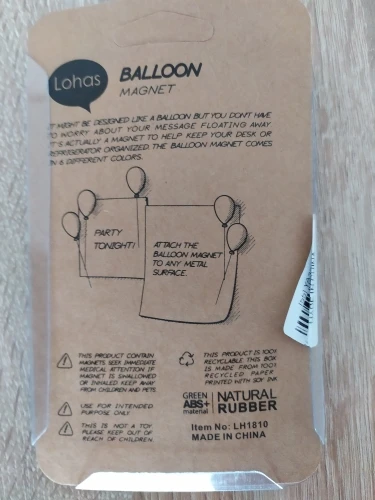 Lohas
BALLOON
MAGNET
IT MIGHT BE DESIGNED LIKE A BALLOON BUT YOU DON'T HAVE
TO WORRY ABOUT YOUR MESSAGE FLOATING AWAY
IT'S ACTUALLY A MAGNET TO HELP KEEP YOUR DESK OR
REFRIGERATOR ORGANIZED. THE BALLOON MAGNET COMES
IN 6 DIFFERENT COLORS.
PARTY
TONIGHT!
ATTACH THE
BALLOON MAGNET
TO ANY METAL
SURFACE.
THIS PRODUCT CONTAIN
MAGNETS. SEEK IMMEDIATE
MEDICAL ATTENTION IF
MAGNET IS SWALLOWED
OR INHALED. KEEP AWAY
FROM CHILDREN AND PETS.
USE FOR INTENDED
PURPOSE ONLY
THIS IS NOT A TOY.
PLEASE KEEP OUT OF
REACH OF CHILDREN.
THIS PRODUCT IS 100%
RECYCLABLE. THIS BOX
IS MADE FROM 100%
RECYCLED PAPER
PRINTED WITH SOY INK
GREEN
ABS+
material
NATURAL
RUBBER
Item No: LH1810
MADE IN CHINA